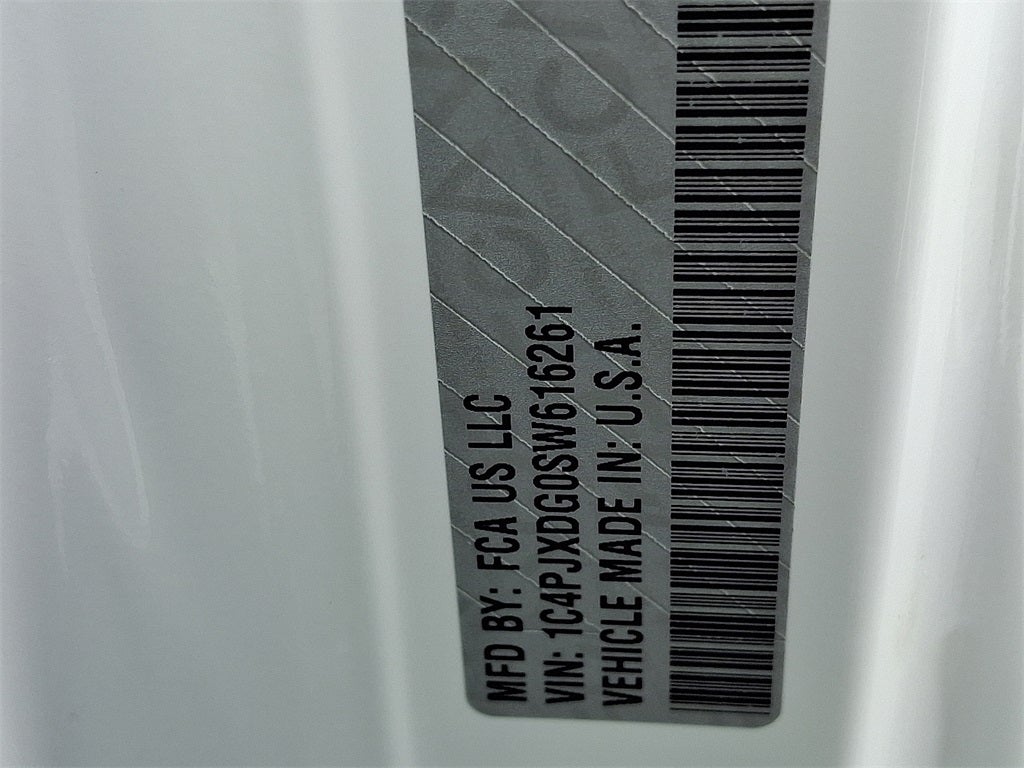 MFD BY: FCA US LLC
VIN: 1C4PJXDG0SW616261
VEHICLE MADE IN: U.S.A.